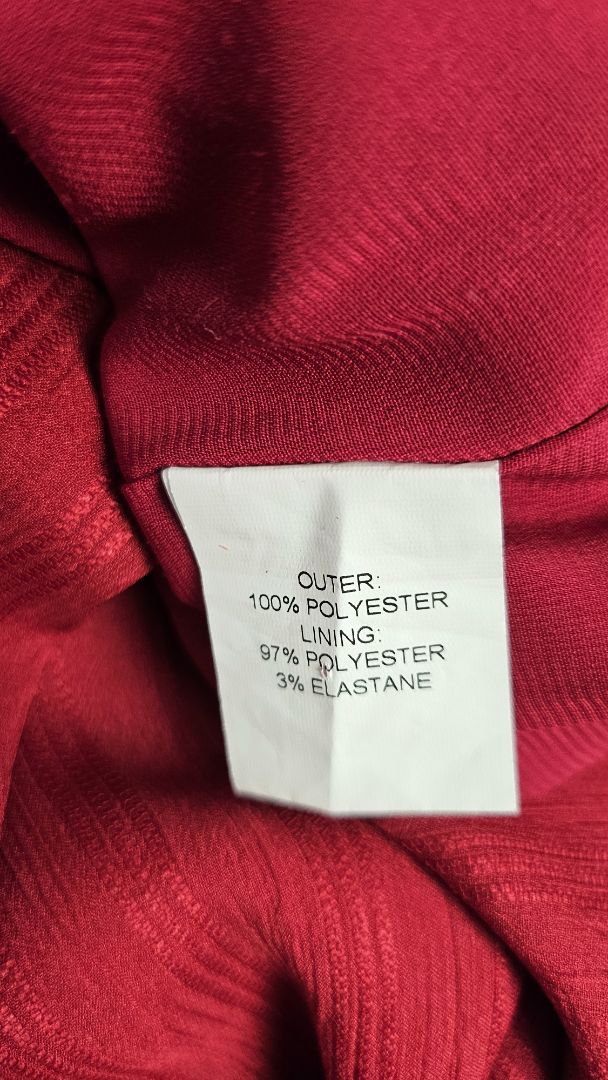 OUTER:
100% POLYESTER
LINING:
97% POLYESTER
3% ELASTANE